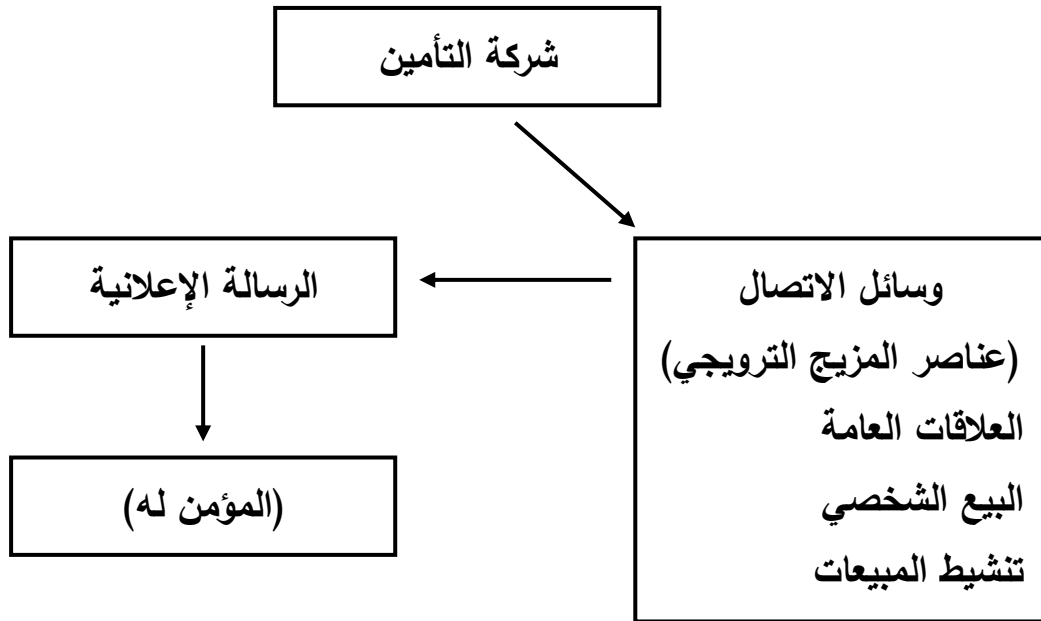 شركة التأمين
وسائل الاتصال
(عناصر المزيج الترويجي)
العلاقات العامة
البيع الشخصي
تنشيط المبيعات
الرسالة الإعلانية
(المؤمن له)